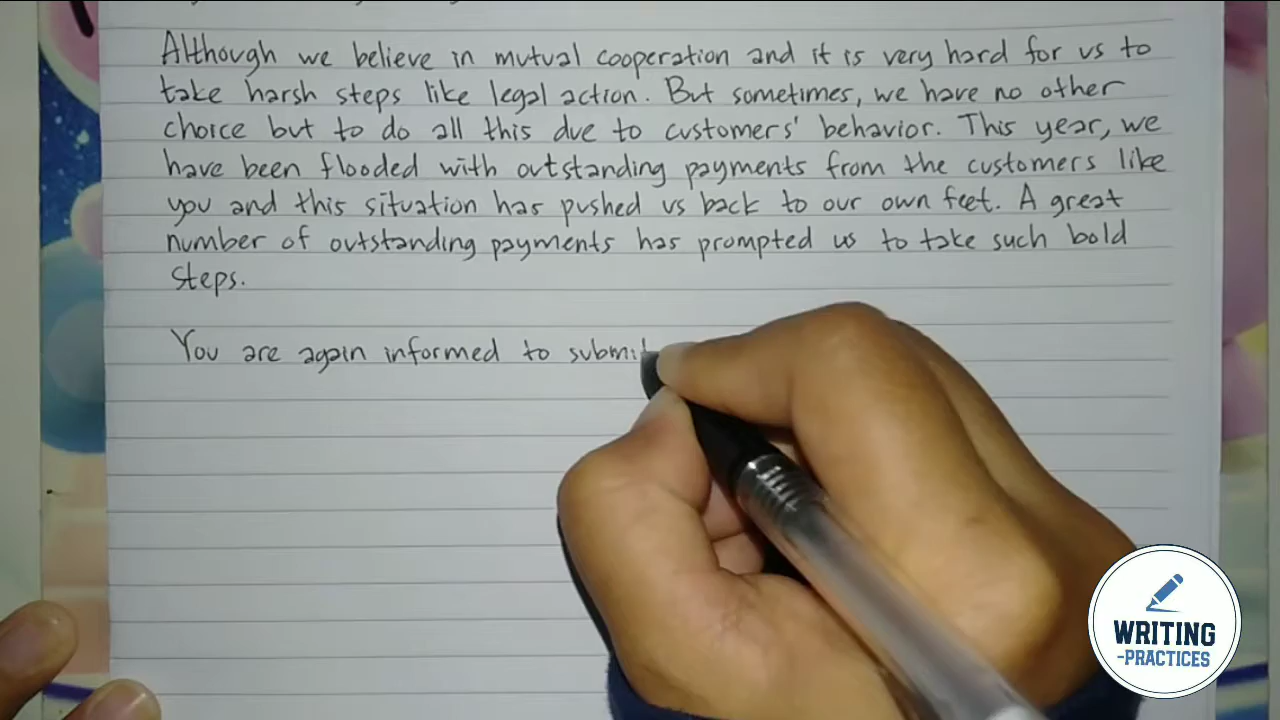 Although we believe in mutual cooperation and it is very hard for us to
take harsh steps like legal action. But sometimes, we have no other
choice but to do all this due to customers' behavior. This year, we
have been flooded with outstanding payments from the customers like
you and this situation has pushed us back to our own feet. A great
number of outstanding payments has prompted us to take such bold
steps.
You are again informed to submit
WRITING
-PRACTICES